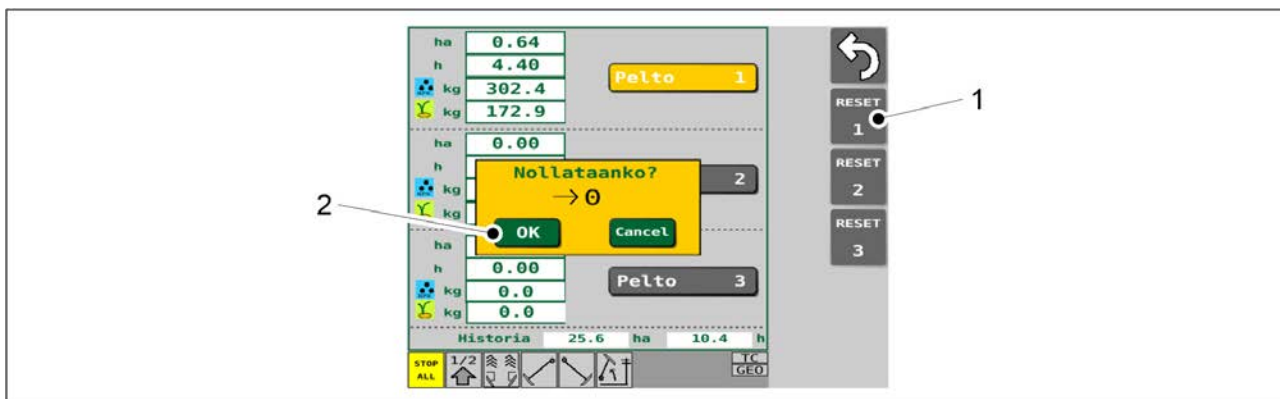 ha 0.64
h 4.40
kg 302.4
kg 172.9
Pelto 1
ha 0.00
h
kg
kg
2
Nollataanko?
→0
OK Cancel
ha
h 0.00
kg 0.0
kg 0.0
Pelto 3
Historia 25.6 ha 10.4 h
STOP
ALL
1/2
TC
GEO
RESET
1
RESET
2
RESET
3
1
2